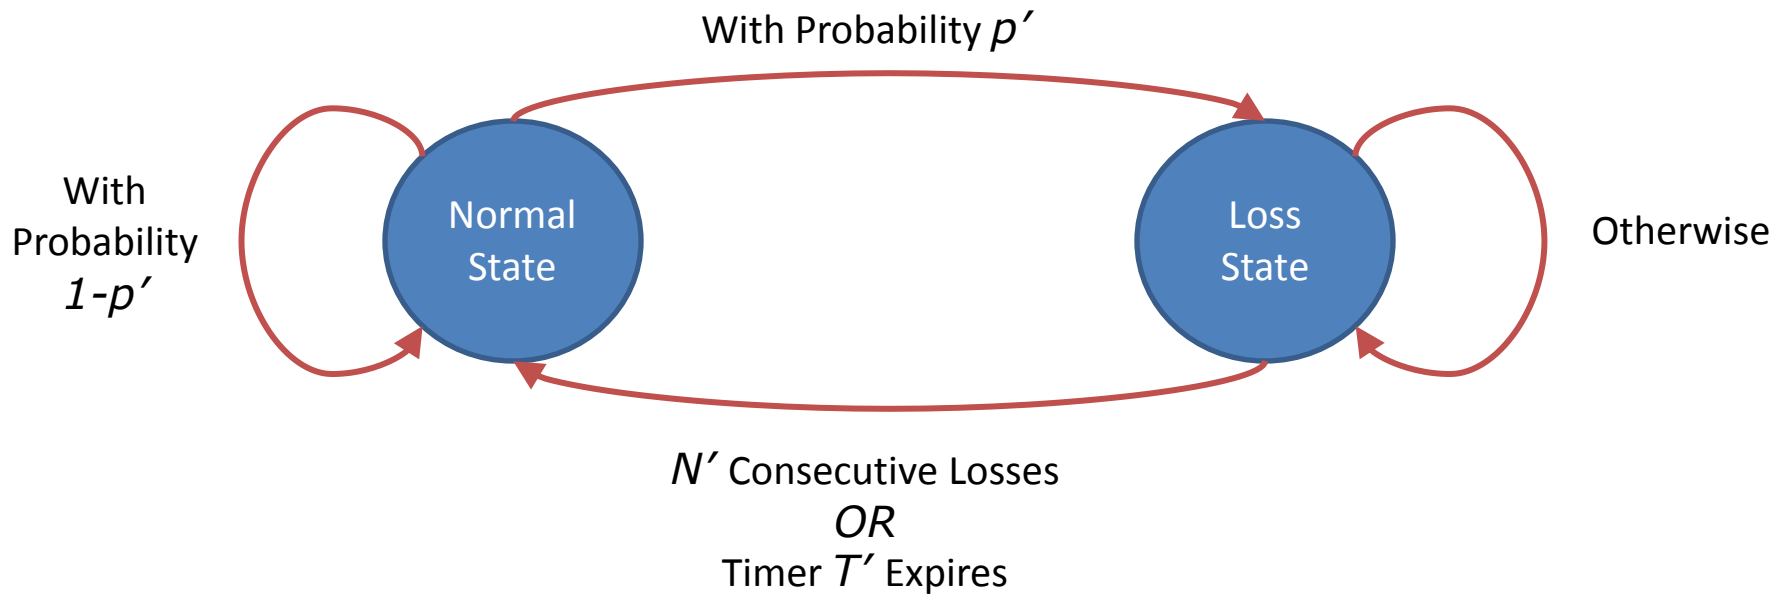 With Probability p′
With
Probability
1-p′
Normal
State
Loss
State
Otherwise
N′ Consecutive Losses
OR
Timer T′ Expires